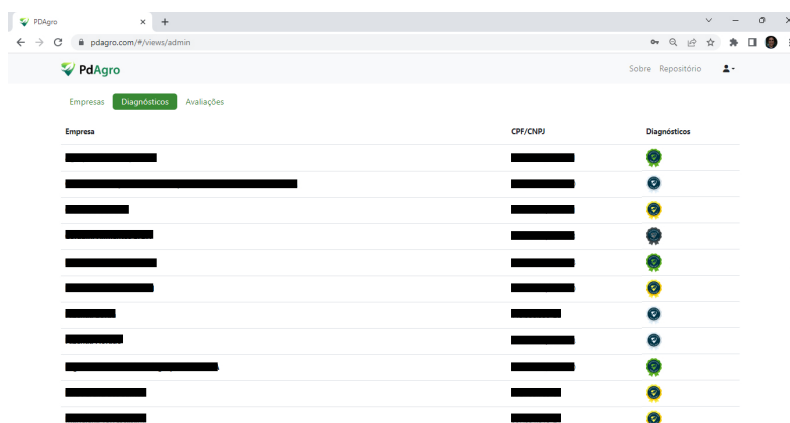 PDAgro
pdagro.com/#/views/admin
PdAgro
Sobre Repositório
Empresas Diagnósticos Avaliações
Empresa CPF/CNPJ Diagnósticos